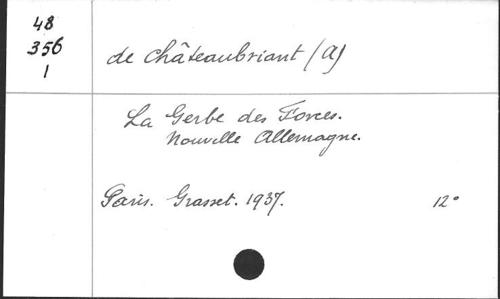 48
356
1
de Châteaubriant (A)
La Gerbe des Forces.
Nouvelle Allemagne.
Paris. Grasset. 1937. 12°